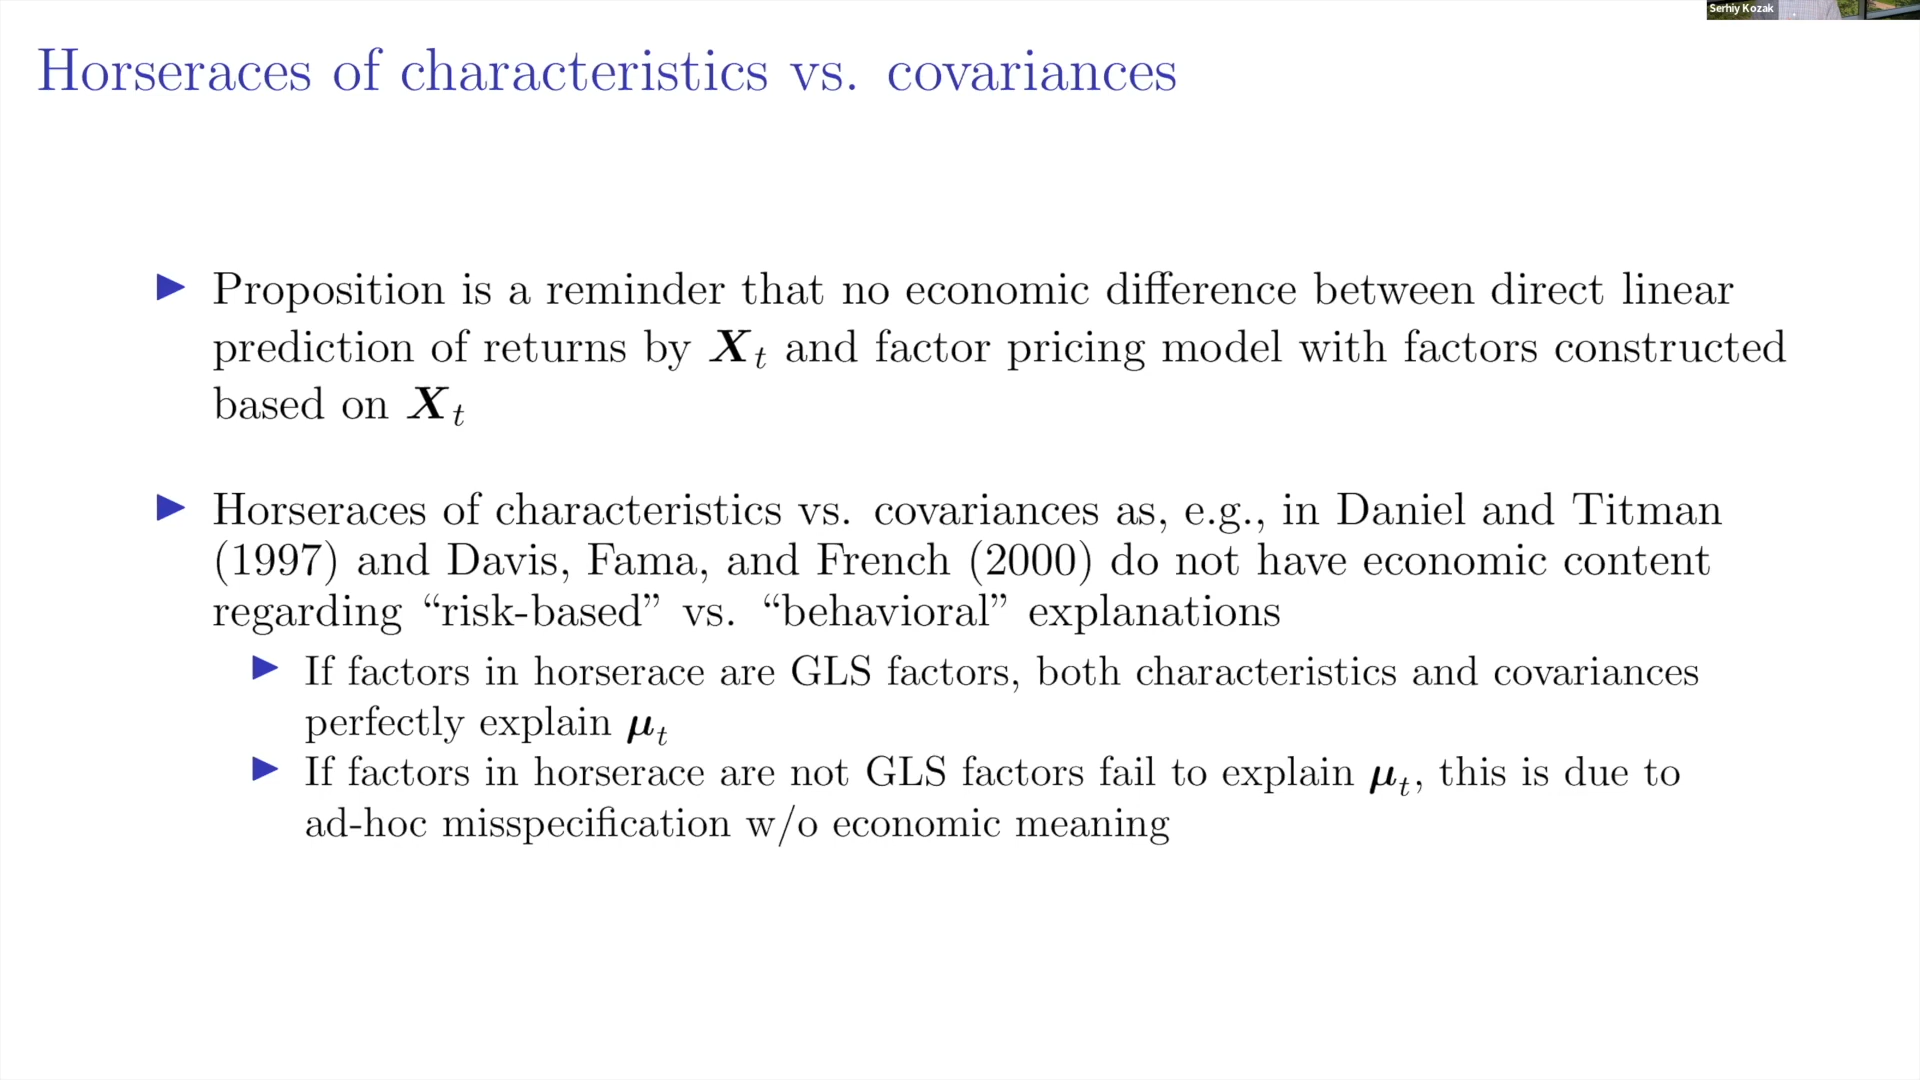 Serhiy Kozak
Horseraces of characteristics vs. covariances
▶ Proposition is a reminder that no economic difference between direct linear
prediction of returns by 𝑿ₜ and factor pricing model with factors constructed
based on 𝑿ₜ
▶ Horseraces of characteristics vs. covariances as, e.g., in Daniel and Titman
(1997) and Davis, Fama, and French (2000) do not have economic content
regarding “risk-based” vs. “behavioral” explanations
▶ If factors in horserace are GLS factors, both characteristics and covariances
perfectly explain 𝝁ₜ
▶ If factors in horserace are not GLS factors fail to explain 𝝁ₜ, this is due to
ad-hoc misspecification w/o economic meaning